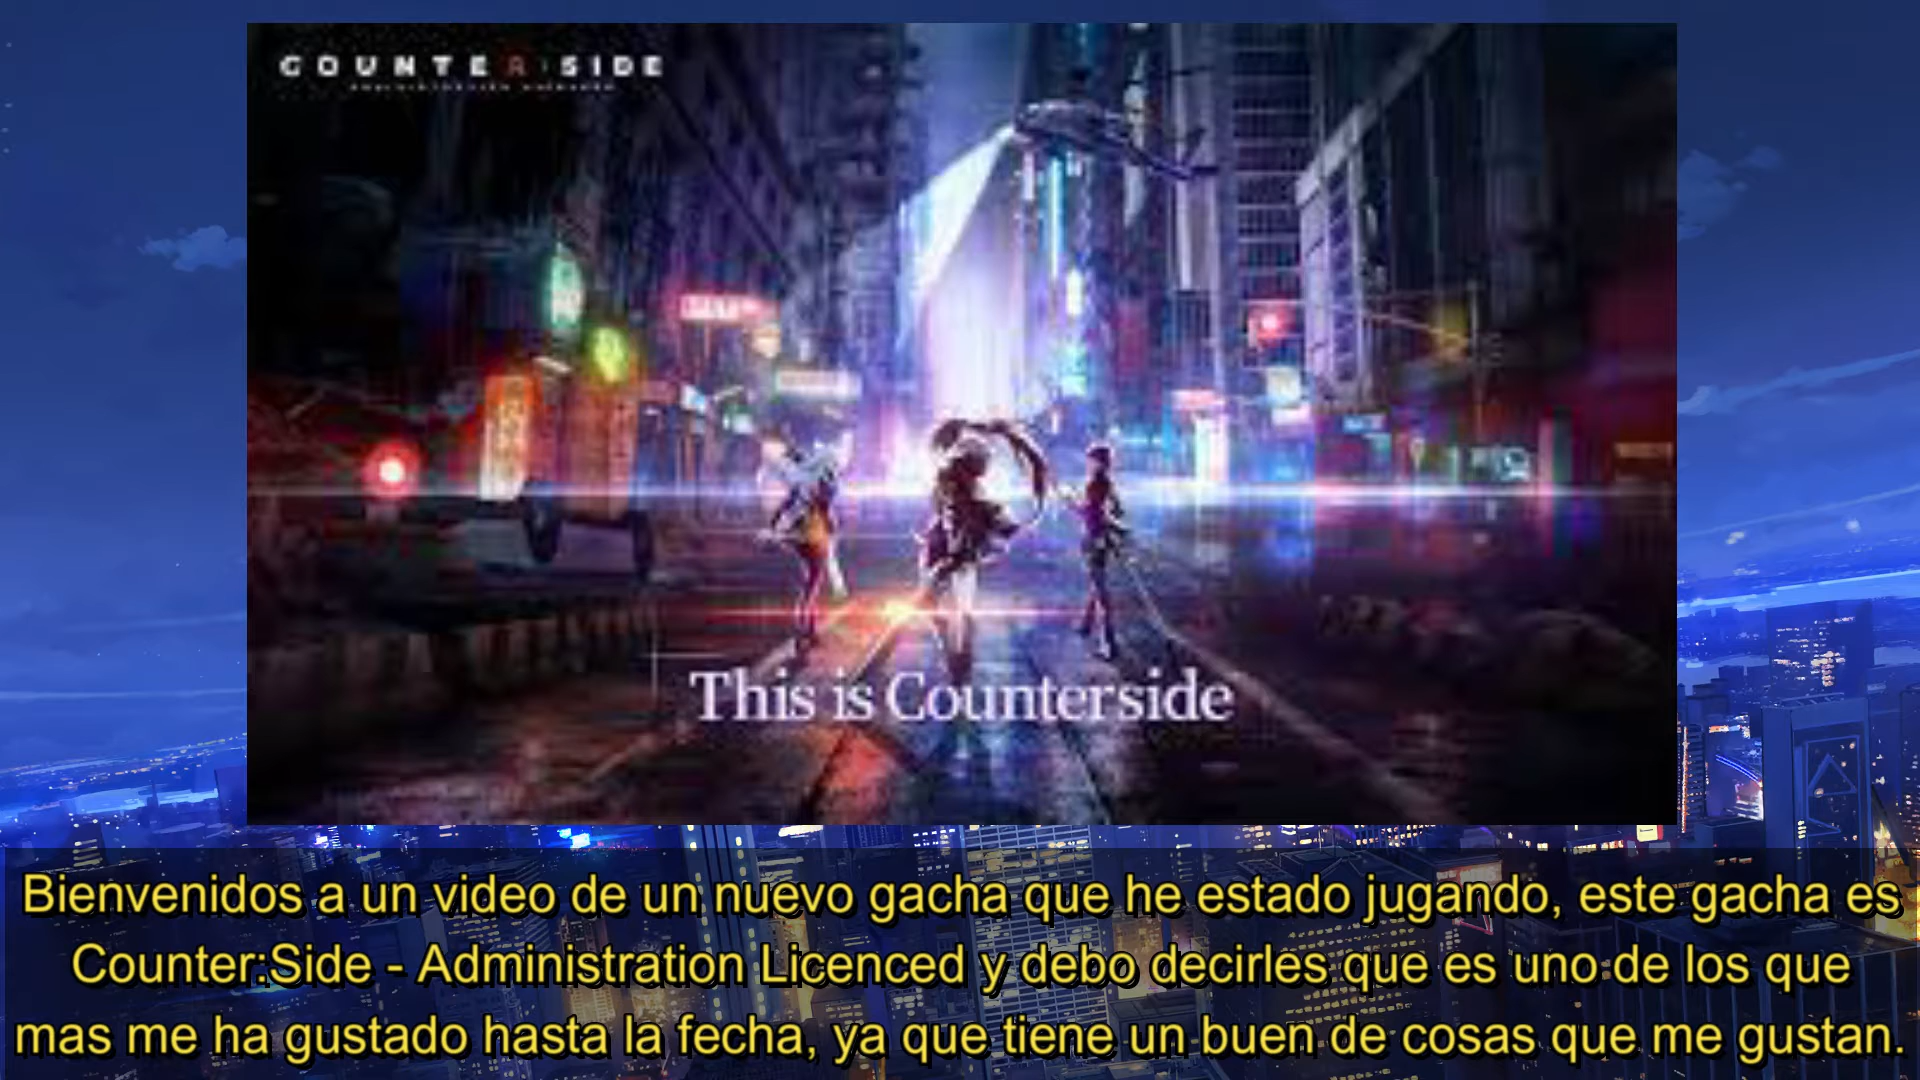 COUNTER:SIDE
This is Counterside
Bienvenidos a un video de un nuevo gacha que he estado jugando, este gacha es
Counter:Side - Administration Licenced y debo decirles que es uno de los que
mas me ha gustado hasta la fecha, ya que tiene un buen de cosas que me gustan.